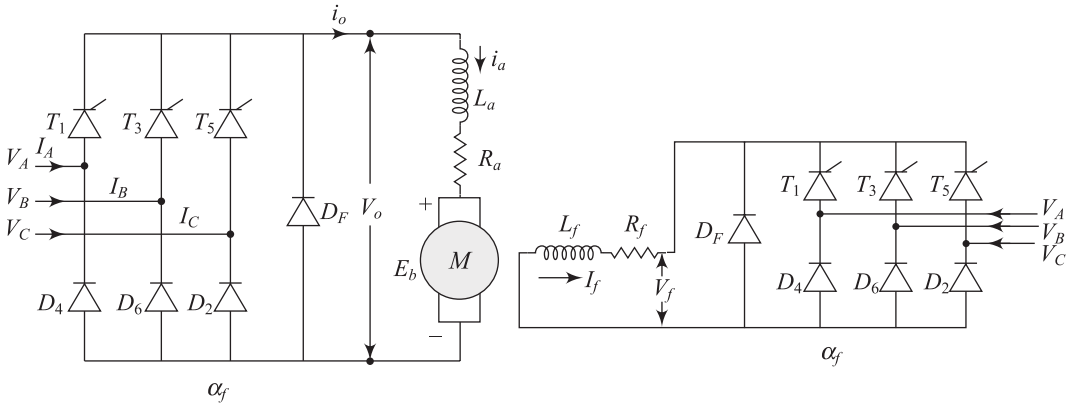 i_o
i_a
L_a
T_1 T_3 T_5
I_A
V_A
R_a
V_B I_B
V_C I_C
D_F
V_o
+
E_b M
−
D_4 D_6 D_2
α_f
T_1 T_3 T_5
V_A
V_B
V_C
L_f R_f
D_F
I_f
V_f
D_4 D_6 D_2
α_f